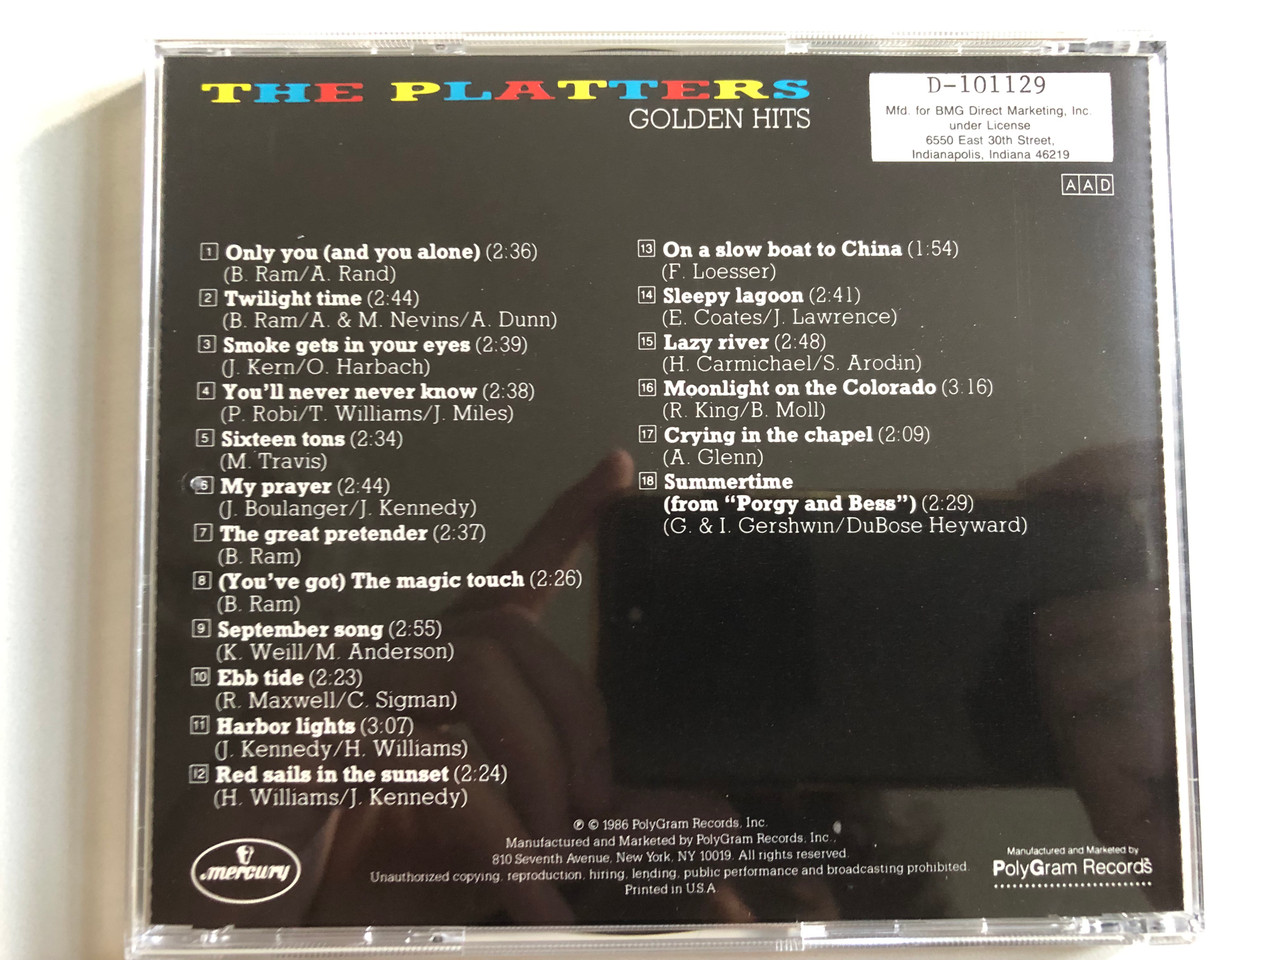 THE PLATTERS
GOLDEN HITS
D-101129
Mfd. for BMG Direct Marketing, Inc.
under License
6550 East 30th Street,
Indianapolis, Indiana 46219
A A D
1 Only you (and you alone) (2:36)
(B. Ram/A. Rand)
2 Twilight time (2:44)
(B. Ram/A. & M. Nevins/A. Dunn)
3 Smoke gets in your eyes (2:39)
(J. Kern/O. Harbach)
4 You'll never never know (2:38)
(P. Robi/T. Williams/J. Miles)
5 Sixteen tons (2:34)
(M. Travis)
6 My prayer (2:44)
(J. Boulanger/J. Kennedy)
7 The great pretender (2:37)
(B. Ram)
8 (You've got) The magic touch (2:26)
(B. Ram)
9 September song (2:55)
(K. Weill/M. Anderson)
10 Ebb tide (2:23)
(R. Maxwell/C. Sigman)
11 Harbor lights (3:07)
(J. Kennedy/H. Williams)
12 Red sails in the sunset (2:24)
(H. Williams/J. Kennedy)
13 On a slow boat to China (1:54)
(F. Loesser)
14 Sleepy lagoon (2:41)
(E. Coates/J. Lawrence)
15 Lazy river (2:48)
(H. Carmichael/S. Arodin)
16 Moonlight on the Colorado (3:16)
(R. King/B. Moll)
17 Crying in the chapel (2:09)
(A. Glenn)
18 Summertime
(from "Porgy and Bess") (2:29)
(G. & I. Gershwin/DuBose Heyward)
℗ © 1986 PolyGram Records, Inc.
Manufactured and Marketed by PolyGram Records, Inc.,
810 Seventh Avenue, New York, NY 10019. All rights reserved.
Unauthorized copying, reproduction, hiring, lending, public performance and broadcasting prohibited.
Printed in U.S.A.
mercury
Manufactured and Marketed by
PolyGram Records